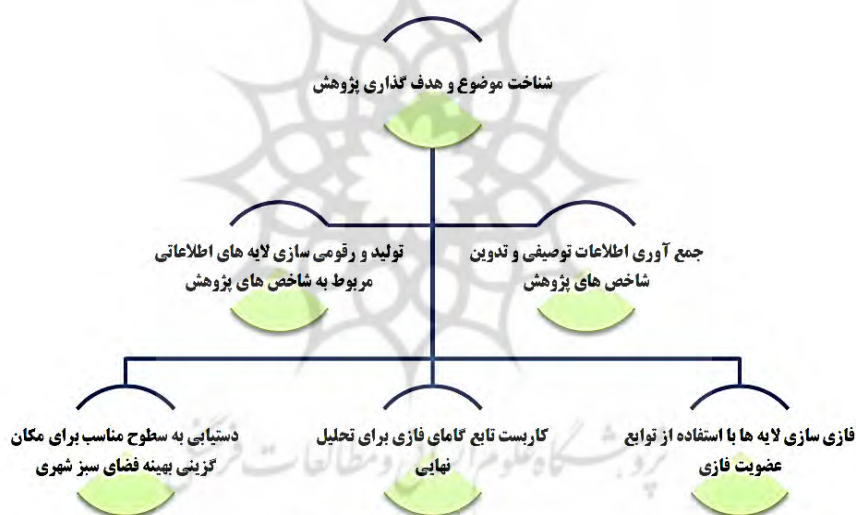 شناخت موضوع و هدف گذاری پژوهش
جمع آوری اطلاعات توصیفی و تدوین
شاخص های پژوهش
تولید و رقومی سازی لایه های اطلاعاتی
مربوط به شاخص های پژوهش
فازی سازی لایه ها با استفاده از توابع
عضویت فازی
کاربست تابع گامای فازی برای تحلیل
نهایی
دستیابی به سطوح مناسب برای مکان
گزینی بهینه فضای سبز شهری